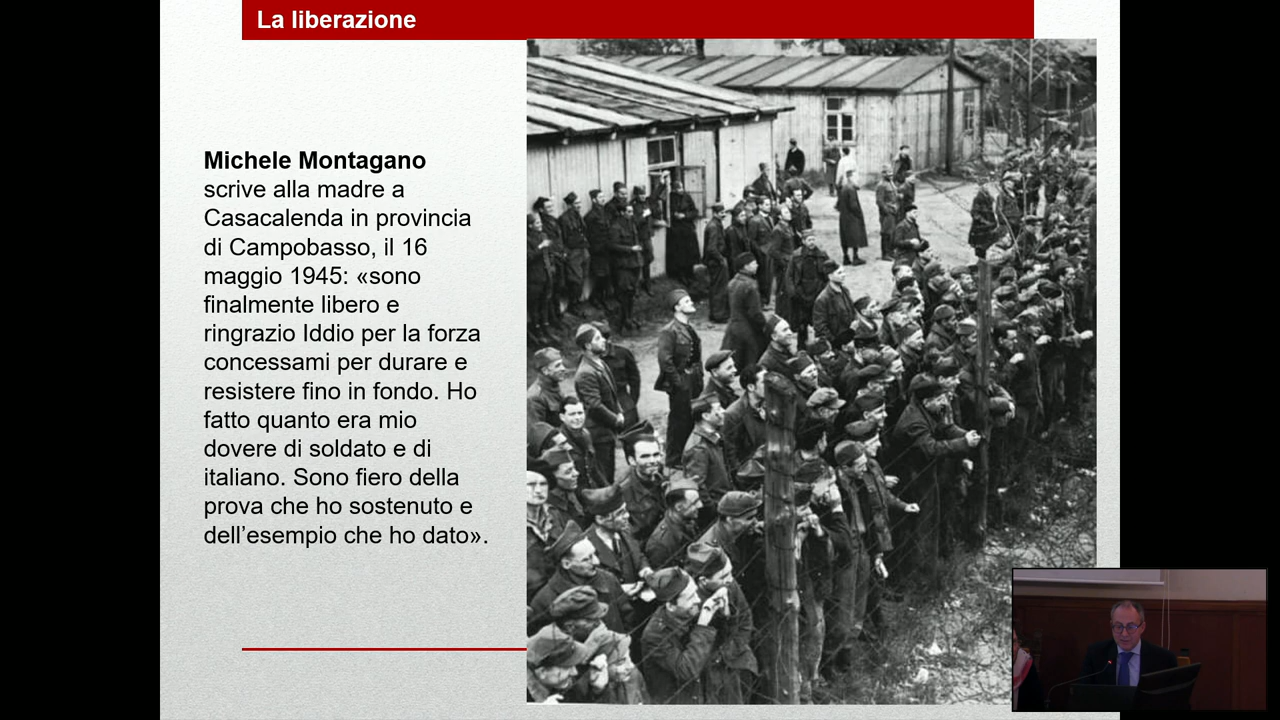 La liberazione
Michele Montagano
scrive alla madre a
Casacalenda in provincia
di Campobasso, il 16
maggio 1945: «sono
finalmente libero e
ringrazio Iddio per la forza
concessami per durare e
resistere fino in fondo. Ho
fatto quanto era mio
dovere di soldato e di
italiano. Sono fiero della
prova che ho sostenuto e
dell’esempio che ho dato».